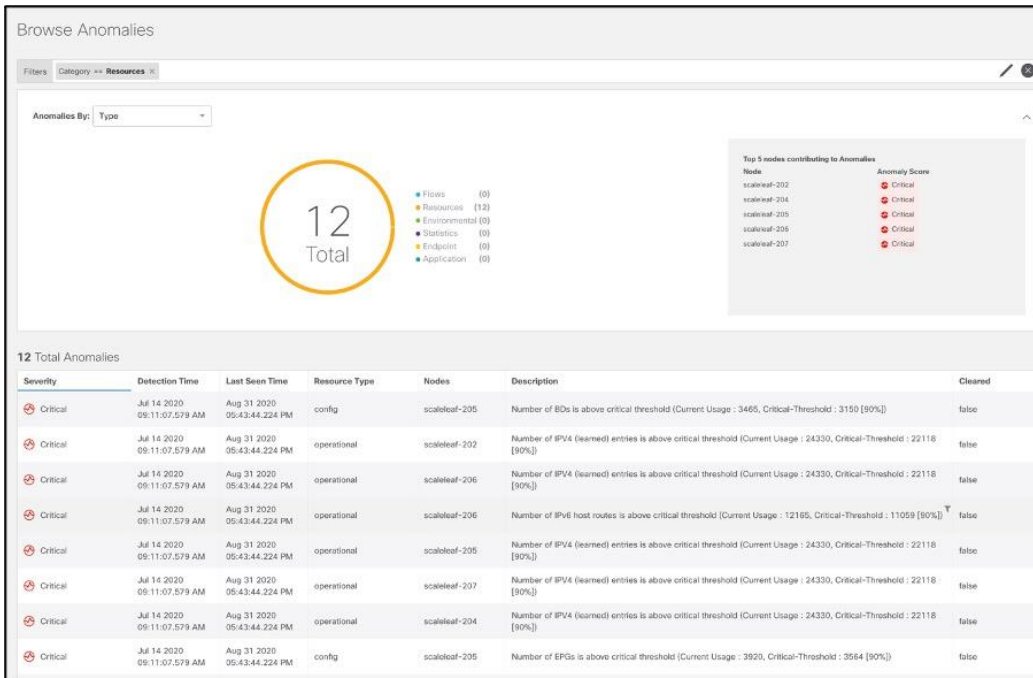 Browse Anomalies
Filters Category == Resources ×
Anomalies By: Type
12
Total
Flows (0)
Resources (12)
Environmental (0)
Statistics (0)
Endpoint (0)
Application (0)
Top 5 nodes contributing to Anomalies
Node Anomaly Score
scaleleaf-202 Critical
scaleleaf-204 Critical
scaleleaf-205 Critical
scaleleaf-206 Critical
scaleleaf-207 Critical
12 Total Anomalies
Severity Detection Time Last Seen Time Resource Type Nodes Description Cleared
Critical Jul 14 2020 09:11:07.579 AM Aug 31 2020 05:43:44.224 PM config scaleleaf-205 Number of BDs is above critical threshold (Current Usage : 3465, Critical-Threshold : 3150 [90%]) false
Critical Jul 14 2020 09:11:07.579 AM Aug 31 2020 05:43:44.224 PM operational scaleleaf-202 Number of IPV4 (learned) entries is above critical threshold (Current Usage : 24330, Critical-Threshold : 22118 [90%]) false
Critical Jul 14 2020 09:11:07.579 AM Aug 31 2020 05:43:44.224 PM operational scaleleaf-206 Number of IPV4 (learned) entries is above critical threshold (Current Usage : 24330, Critical-Threshold : 22118 [90%]) false
Critical Jul 14 2020 09:11:07.579 AM Aug 31 2020 05:43:44.224 PM operational scaleleaf-206 Number of IPv6 host routes is above critical threshold (Current Usage : 12165, Critical-Threshold : 11059 [90%]) false
Critical Jul 14 2020 09:11:07.579 AM Aug 31 2020 05:43:44.224 PM operational scaleleaf-205 Number of IPV4 (learned) entries is above critical threshold (Current Usage : 24330, Critical-Threshold : 22118 [90%]) false
Critical Jul 14 2020 09:11:07.579 AM Aug 31 2020 05:43:44.224 PM operational scaleleaf-207 Number of IPV4 (learned) entries is above critical threshold (Current Usage : 24330, Critical-Threshold : 22118 [90%]) false
Critical Jul 14 2020 09:11:07.579 AM Aug 31 2020 05:43:44.224 PM operational scaleleaf-204 Number of IPV4 (learned) entries is above critical threshold (Current Usage : 24330, Critical-Threshold : 22118 [90%]) false
Critical Jul 14 2020 09:11:07.579 AM Aug 31 2020 05:43:44.224 PM config scaleleaf-205 Number of EPGs is above critical threshold (Current Usage : 3920, Critical-Threshold : 3564 [90%]) false